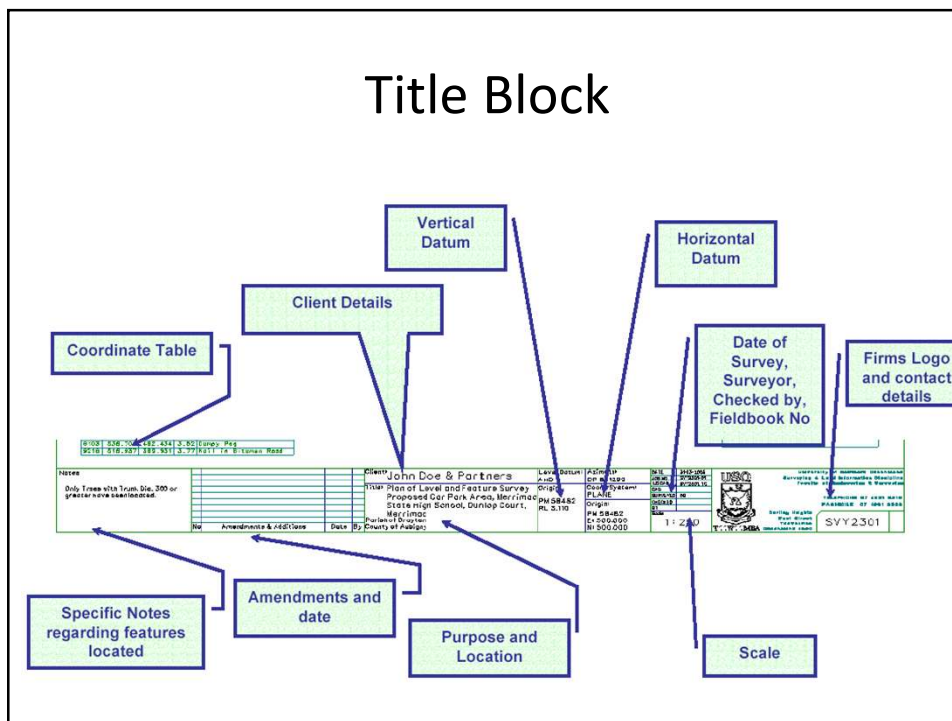 Title Block
Vertical
Datum
Horizontal
Datum
Client Details
Coordinate Table
Date of
Survey,
Surveyor,
Checked by,
Fieldbook No
Firms Logo
and contact
details
Dumpy Peg
3.77 Nail in Bitumen Road
Notes
Only Trees with Trunk Dia. 300 or
greater have been located.
No Amendments & Additions Date By
Client: John Doe & Partners
Title: Plan of Level and Feature Survey
Proposed Car Park Area, Merrimac
State High School, Dunlop Court,
Merrimac
Parish of Drayton
County of Aubigny
Level Datum:
AHD
Origin:
PM 58482
RL 3.110
Azimuth:
Coord System:
PLANE
Origin:
PM 58482
E: 500.000
N: 500.000
USQ
SVY2301
Specific Notes
regarding features
located
Amendments and
date
Purpose and
Location
Scale